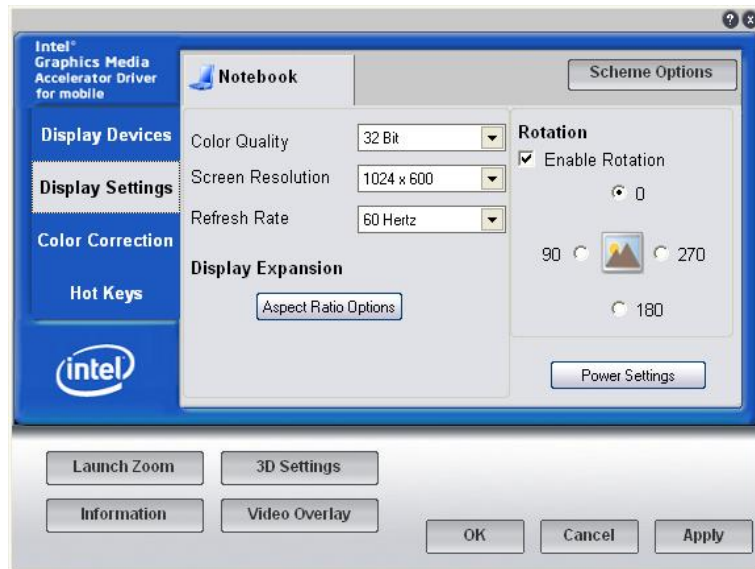 Intel®
Graphics Media
Accelerator Driver
for mobile
Notebook
Scheme Options
Display Devices
Display Settings
Color Correction
Hot Keys
intel
Color Quality 32 Bit
Screen Resolution 1024 x 600
Refresh Rate 60 Hertz
Display Expansion
Aspect Ratio Options
Rotation
Enable Rotation
0
90 270
180
Power Settings
Launch Zoom 3D Settings
Information Video Overlay
OK Cancel Apply